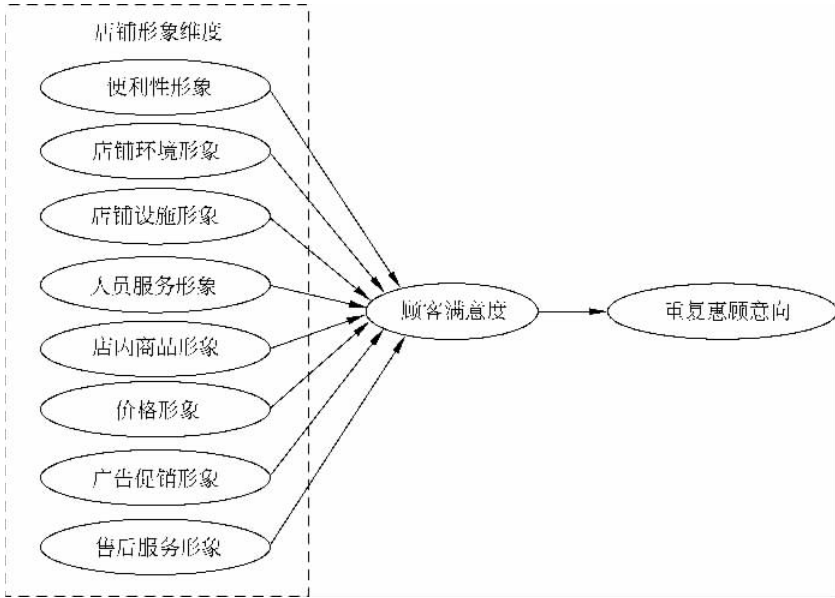 店铺形象维度
便利性形象
店铺环境形象
店铺设施形象
人员服务形象
店内商品形象
价格形象
广告促销形象
售后服务形象
顾客满意度
重复惠顾意向